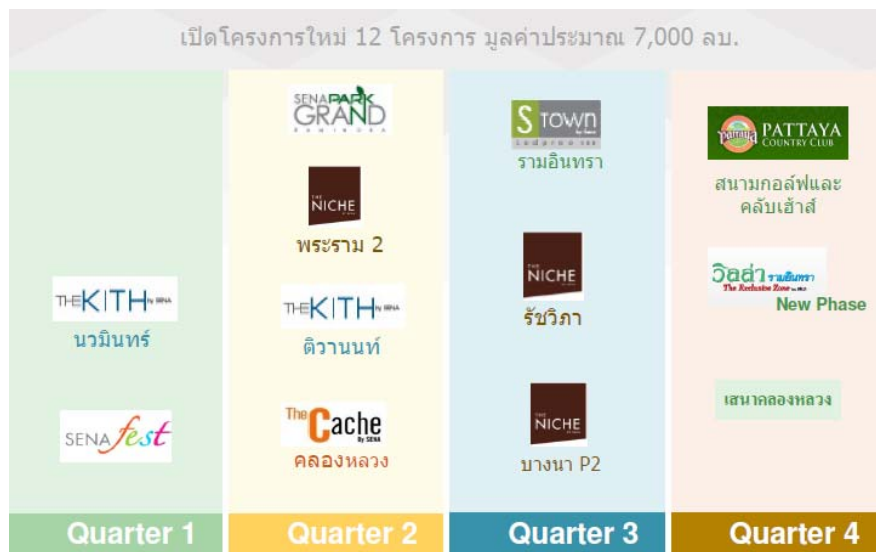 เปิดโครงการใหม่ 12 โครงการ มูลค่าประมาณ 7,000 ลบ.
THE KITH by SENA
นวมินทร์
SENA fest
Quarter 1
SENA PARK
GRAND
RAMINDRA
THE
NICHE
พระราม 2
THE KITH by SENA
ติวานนท์
The Cache
by SENA
คลองหลวง
Quarter 2
S TOWN
รามอินทรา
THE
NICHE
รัชวิภา
THE
NICHE
บางนา P2
Quarter 3
pattaya PATTAYA
COUNTRY CLUB
สนามกอล์ฟและ
คลับเฮ้าส์
วิลล่า รามอินทรา
The Exclusive Zone
New Phase
เสนาคลองหลวง
Quarter 4